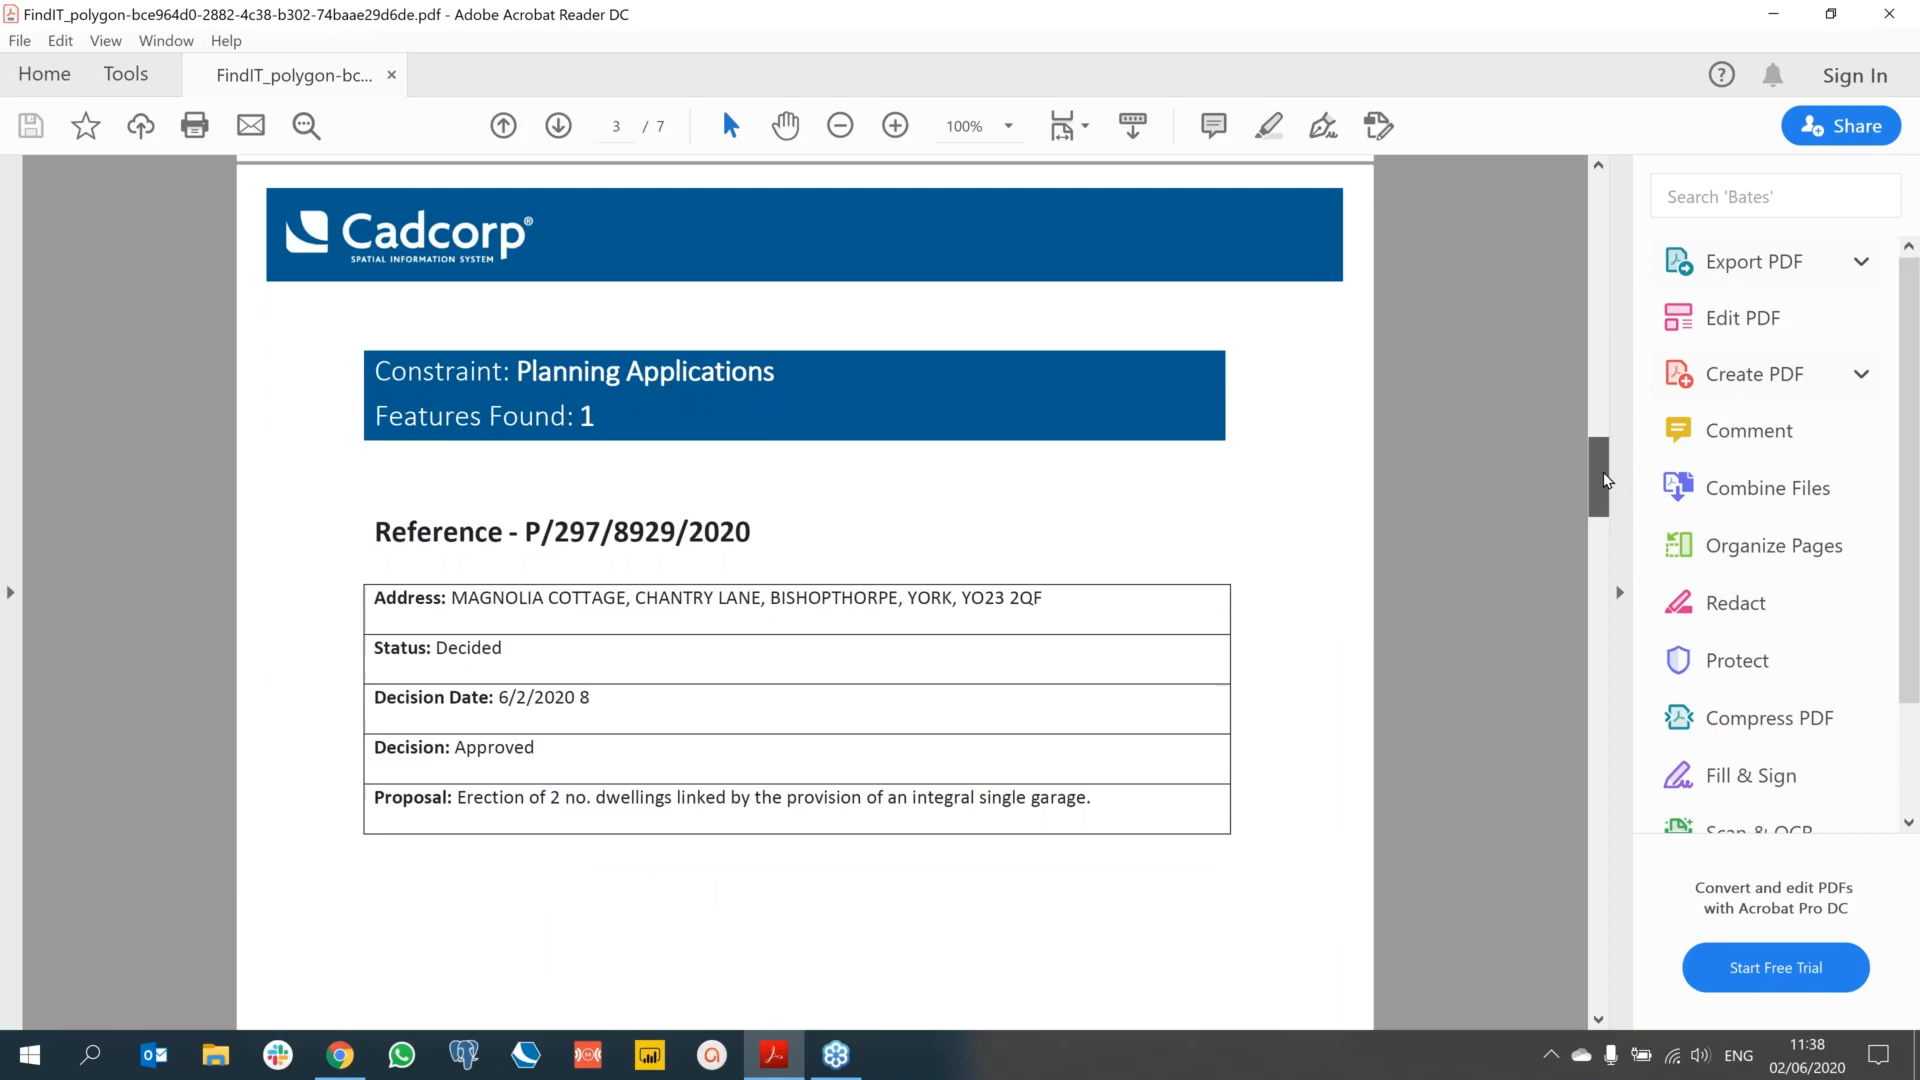 FindIT_polygon-bce964d0-2882-4c38-b302-74baae29d6de.pdf - Adobe Acrobat Reader DC
File Edit View Window Help
Home Tools FindIT_polygon-bc... × Sign In
3 / 7 100% Share
Cadcorp®
SPATIAL INFORMATION SYSTEM
Constraint: Planning Applications
Features Found: 1
Reference - P/297/8929/2020
Address: MAGNOLIA COTTAGE, CHANTRY LANE, BISHOPTHORPE, YORK, YO23 2QF
Status: Decided
Decision Date: 6/2/2020 8
Decision: Approved
Proposal: Erection of 2 no. dwellings linked by the provision of an integral single garage.
Search 'Bates'
Export PDF
Edit PDF
Create PDF
Comment
Combine Files
Organize Pages
Redact
Protect
Compress PDF
Fill & Sign
Scan & OCR
Convert and edit PDFs
with Acrobat Pro DC
Start Free Trial
ENG
11:38
02/06/2020